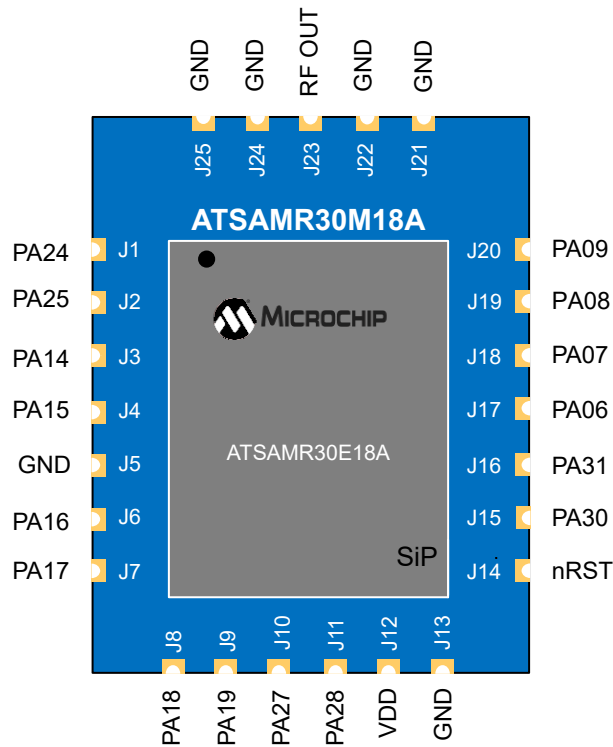 GND GND RF OUT GND GND
J25 J24 J23 J22 J21
ATSAMR30M18A
PA24 J1 J20 PA09
PA25 J2 J19 PA08
MICROCHIP
PA14 J3 J18 PA07
PA15 J4 J17 PA06
ATSAMR30E18A
GND J5 J16 PA31
PA16 J6 J15 PA30
SiP
PA17 J7 J14 nRST
J8 J9 J10 J11 J12 J13
PA18 PA19 PA27 PA28 VDD GND